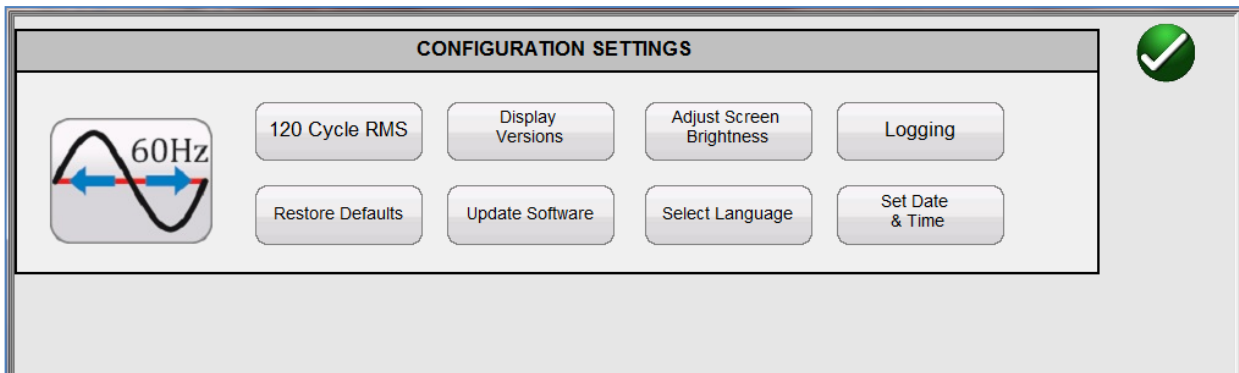 CONFIGURATION SETTINGS
60Hz
120 Cycle RMS
Display
Versions
Adjust Screen
Brightness
Logging
Restore Defaults
Update Software
Select Language
Set Date
& Time